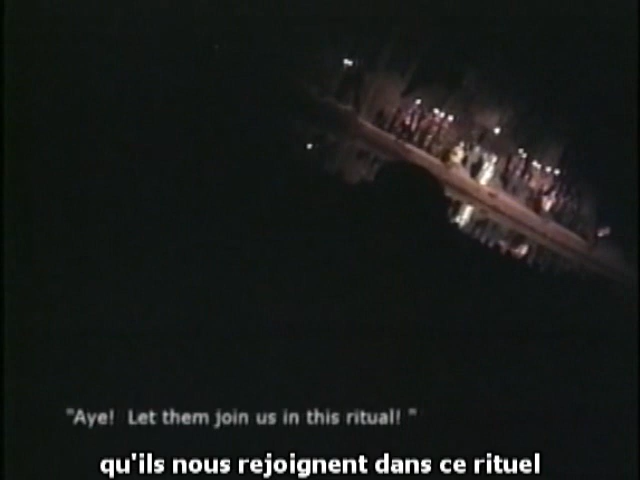 "Aye! Let them join us in this ritual! "
qu'ils nous rejoignent dans ce rituel